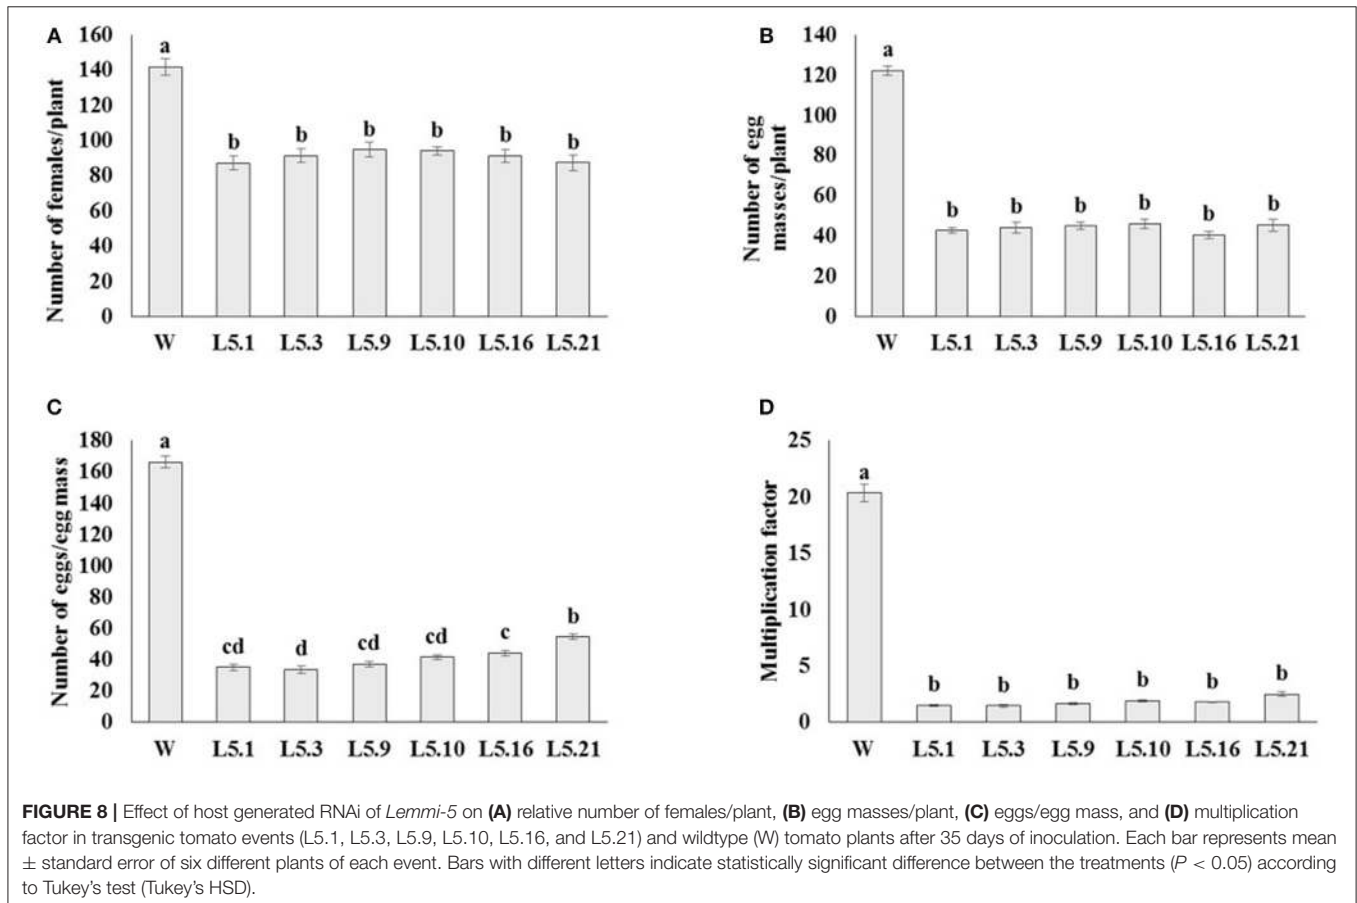 A
Number of females/plant
160
140
120
100
80
60
40
20
0
a
b
b
b
b
b
b
W L5.1 L5.3 L5.9 L5.10 L5.16 L5.21
B
Number of egg
masses/plant
140
120
100
80
60
40
20
0
a
b
b
b
b
b
b
W L5.1 L5.3 L5.9 L5.10 L5.16 L5.21
C
Number of eggs/egg mass
180
160
140
120
100
80
60
40
20
0
a
cd
d
cd
cd
c
b
W L5.1 L5.3 L5.9 L5.10 L5.16 L5.21
D
Multiplication factor
25
20
15
10
5
0
a
b
b
b
b
b
b
W L5.1 L5.3 L5.9 L5.10 L5.16 L5.21
FIGURE 8 | Effect of host generated RNAi of Lemmi-5 on (A) relative number of females/plant, (B) egg masses/plant, (C) eggs/egg mass, and (D) multiplication
factor in transgenic tomato events (L5.1, L5.3, L5.9, L5.10, L5.16, and L5.21) and wildtype (W) tomato plants after 35 days of inoculation. Each bar represents mean
± standard error of six different plants of each event. Bars with different letters indicate statistically significant difference between the treatments (P < 0.05) according
to Tukey's test (Tukey's HSD).